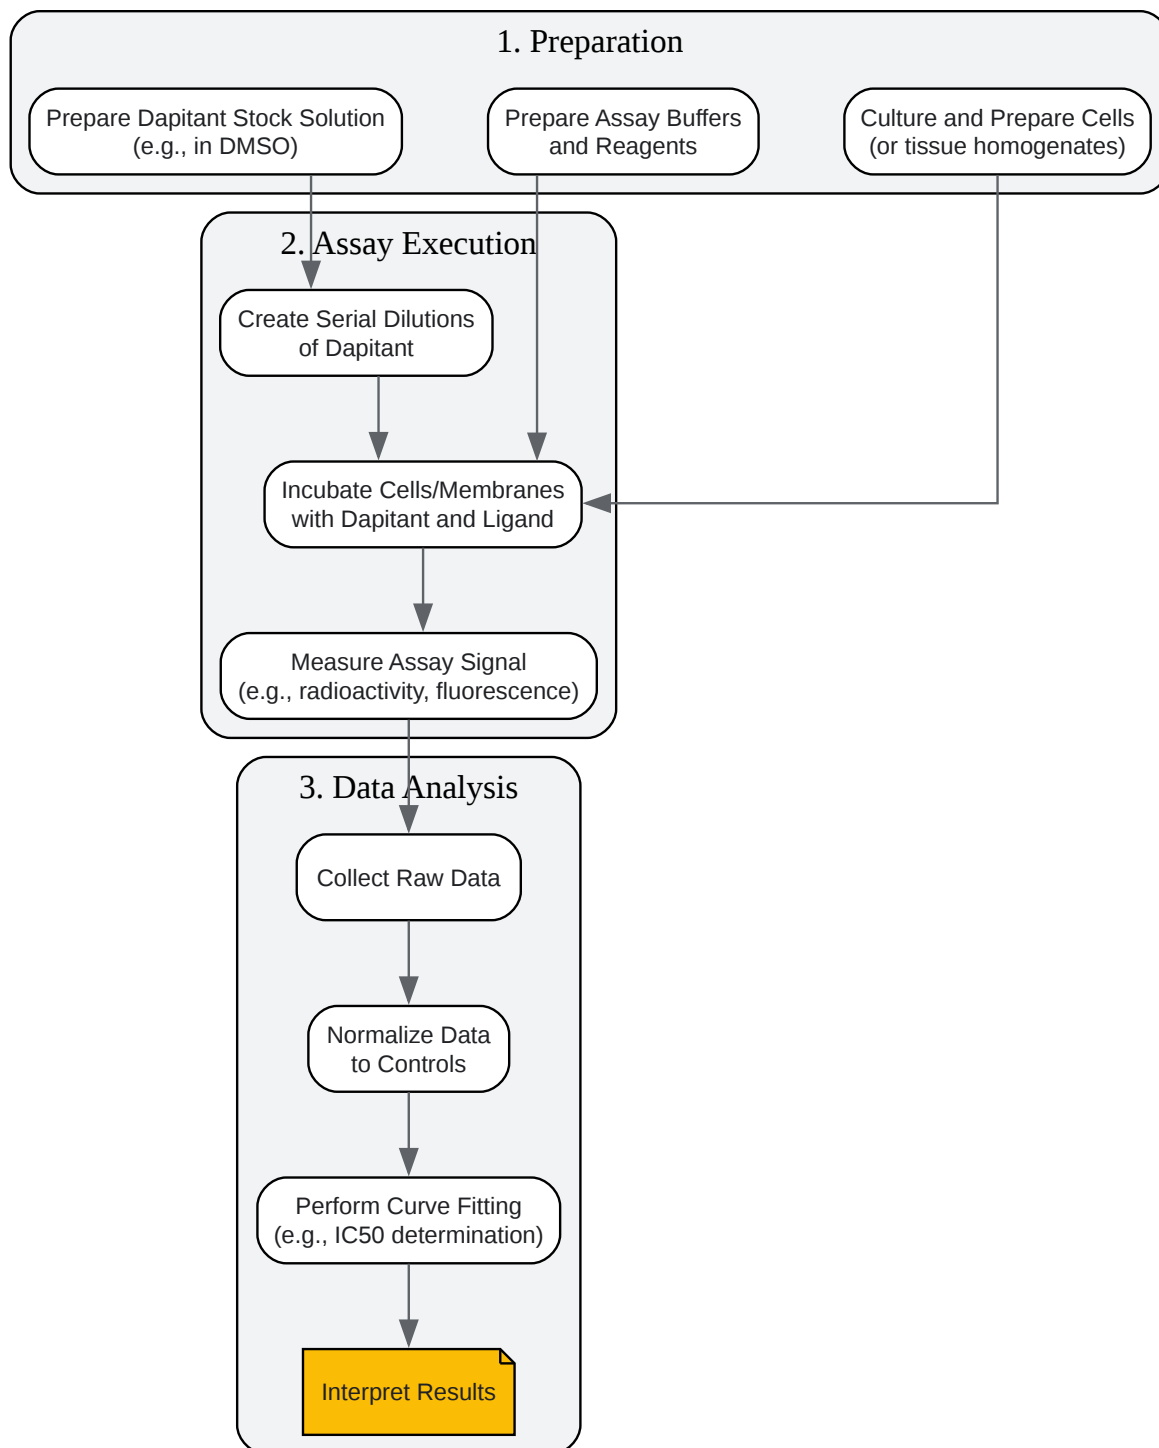 1. Preparation
Prepare Dapitant Stock Solution
(e.g., in DMSO)
Prepare Assay Buffers
and Reagents
Culture and Prepare Cells
(or tissue homogenates)
2. Assay Execution
Create Serial Dilutions
of Dapitant
Incubate Cells/Membranes
with Dapitant and Ligand
Measure Assay Signal
(e.g., radioactivity, fluorescence)
3. Data Analysis
Collect Raw Data
Normalize Data
to Controls
Perform Curve Fitting
(e.g., IC50 determination)
Interpret Results